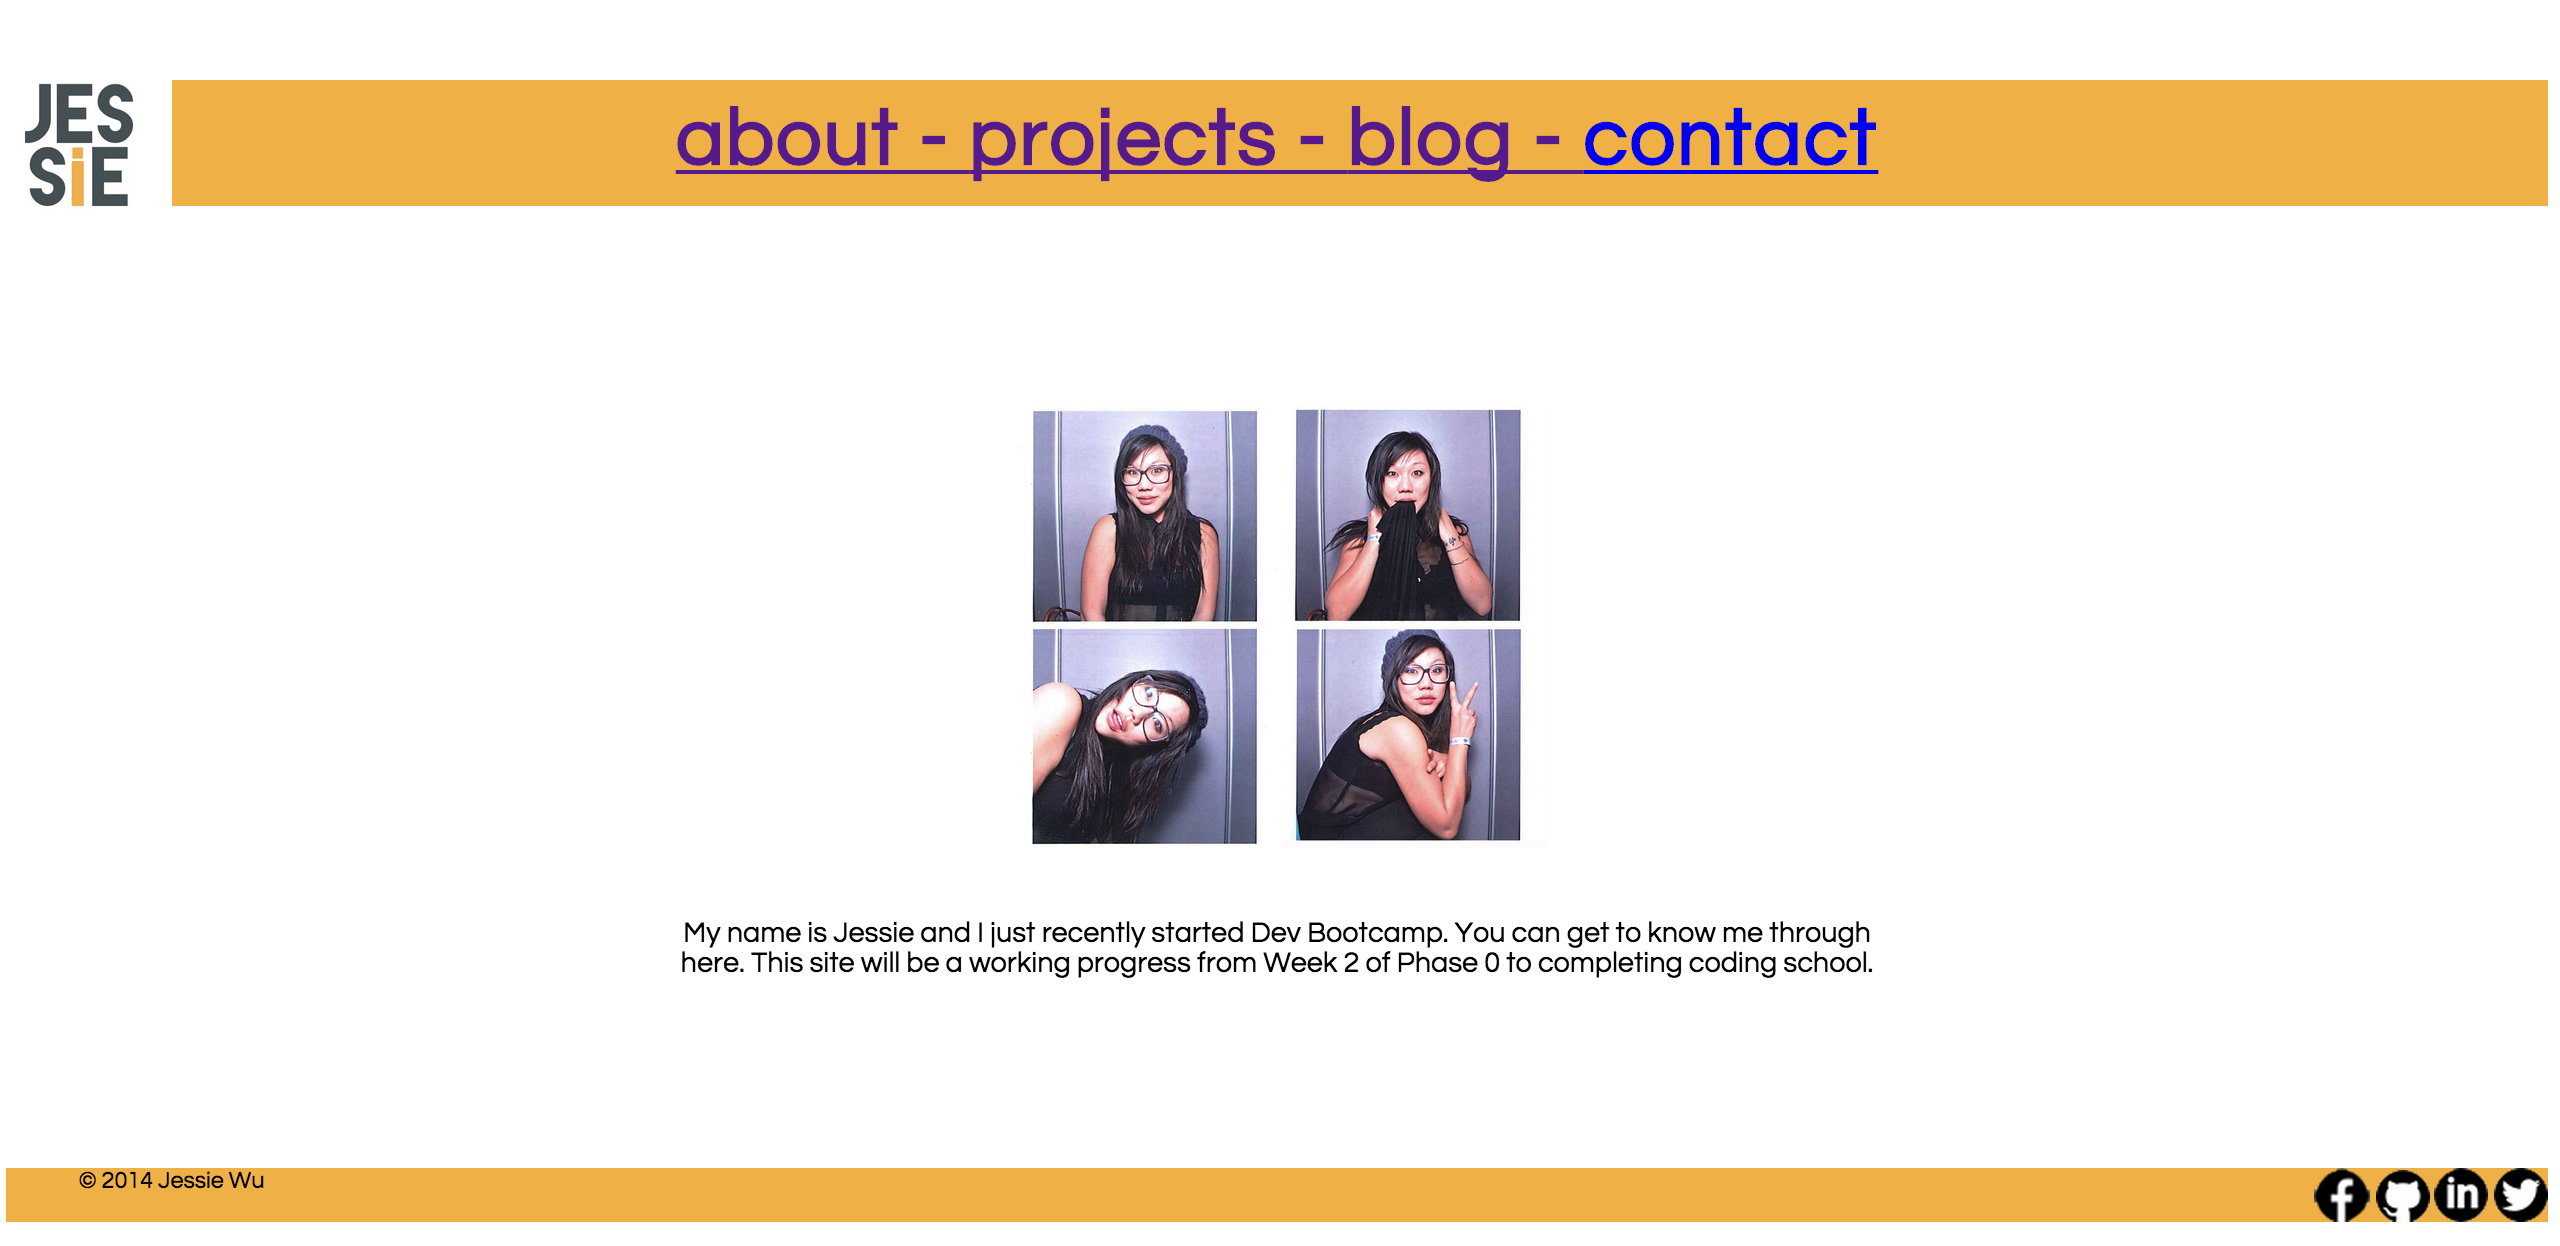 JES
SiE
about - projects - blog - contact
My name is Jessie and I just recently started Dev Bootcamp. You can get to know me through
here. This site will be a working progress from Week 2 of Phase 0 to completing coding school.
© 2014 Jessie Wu
f in